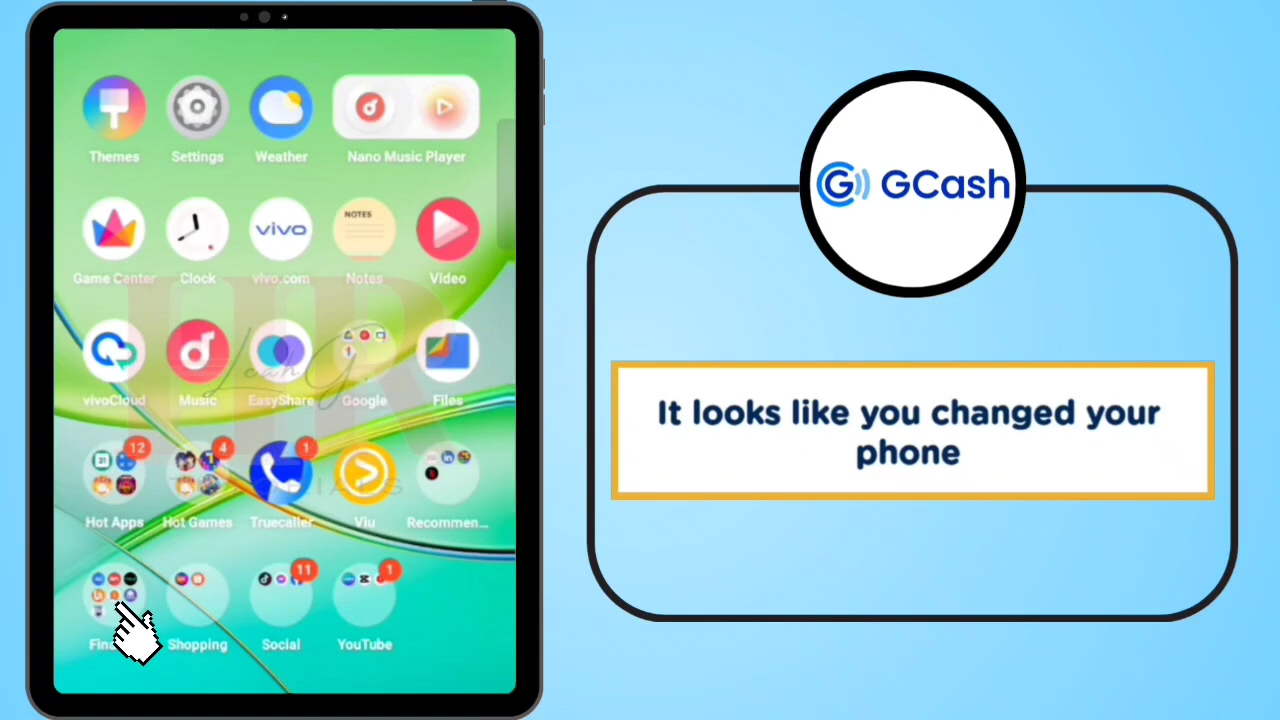 Themes
Settings
Weather
Nano Music Player
NOTES
vivo
Game Center
Clock
vivo.com
Notes
Video
Leah G.
vivoCloud
Music
EasyShare
Google
Files
12
4
1
Hot Apps
Hot Games
Truecaller
Viu
Recommen...
11
1
Fin
Shopping
Social
YouTube
G GCash
It looks like you changed your
phone